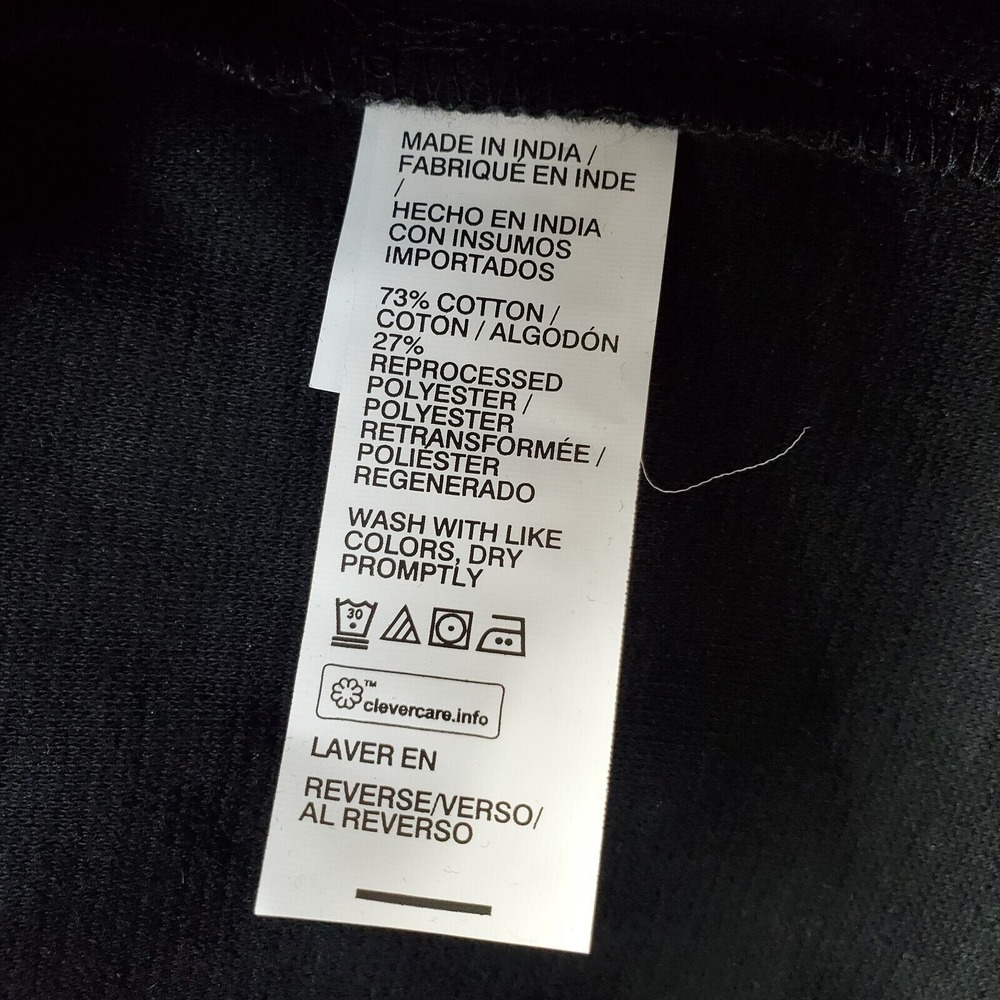 MADE IN INDIA /
FABRIQUÉ EN INDE
/
HECHO EN INDIA
CON INSUMOS
IMPORTADOS
73% COTTON /
COTON / ALGODÓN
27%
REPROCESSED
POLYESTER /
POLYESTER
RETRANSFORMÉE /
POLIÉSTER
REGENERADO
WASH WITH LIKE
COLORS, DRY
PROMPTLY
30
™
clevercare.info
LAVER EN
REVERSE/VERSO/
AL REVERSO